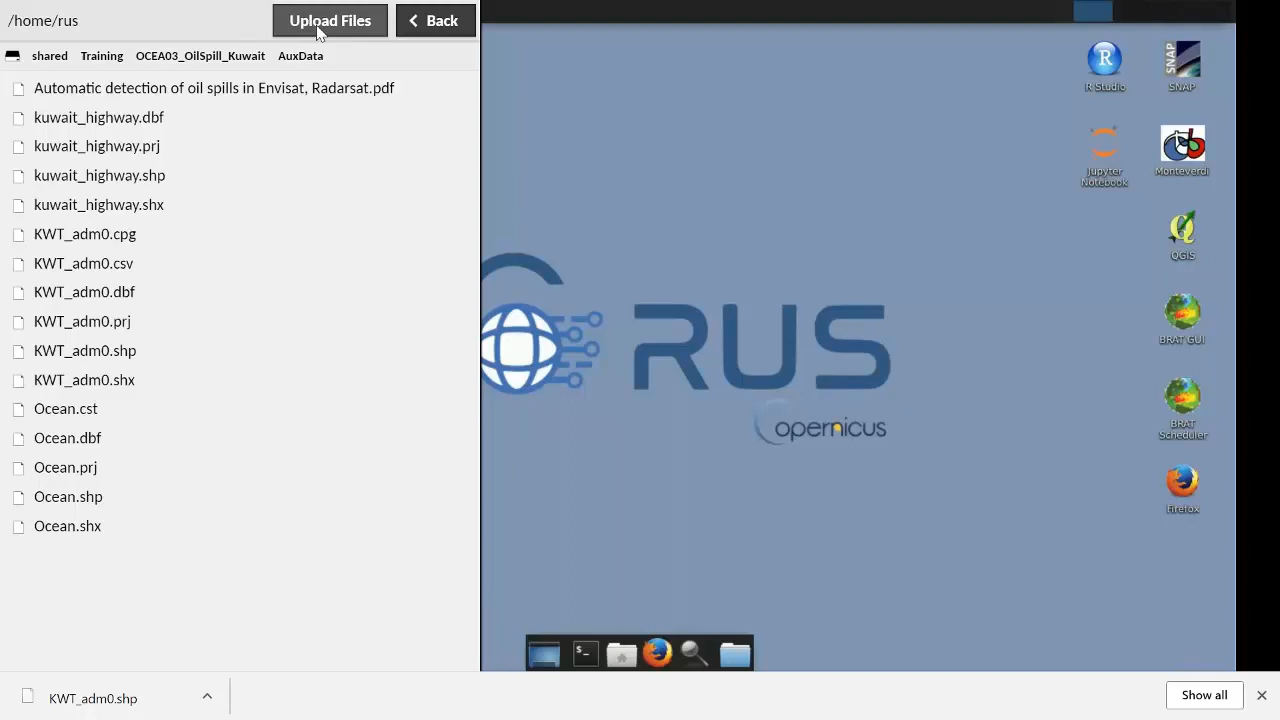 /home/rus
Upload Files
Back
shared Training OCEA03_OilSpill_Kuwait AuxData
Automatic detection of oil spills in Envisat, Radarsat.pdf
kuwait_highway.dbf
kuwait_highway.prj
kuwait_highway.shp
kuwait_highway.shx
KWT_adm0.cpg
KWT_adm0.csv
KWT_adm0.dbf
KWT_adm0.prj
KWT_adm0.shp
KWT_adm0.shx
Ocean.cst
Ocean.dbf
Ocean.prj
Ocean.shp
Ocean.shx
R Studio
SNAP
SNAP
Jupyter
Notebook
Monteverdi
QGIS
BRAT GUI
BRAT
Scheduler
Firefox
RUS
opernicus
KWT_adm0.shp
Show all